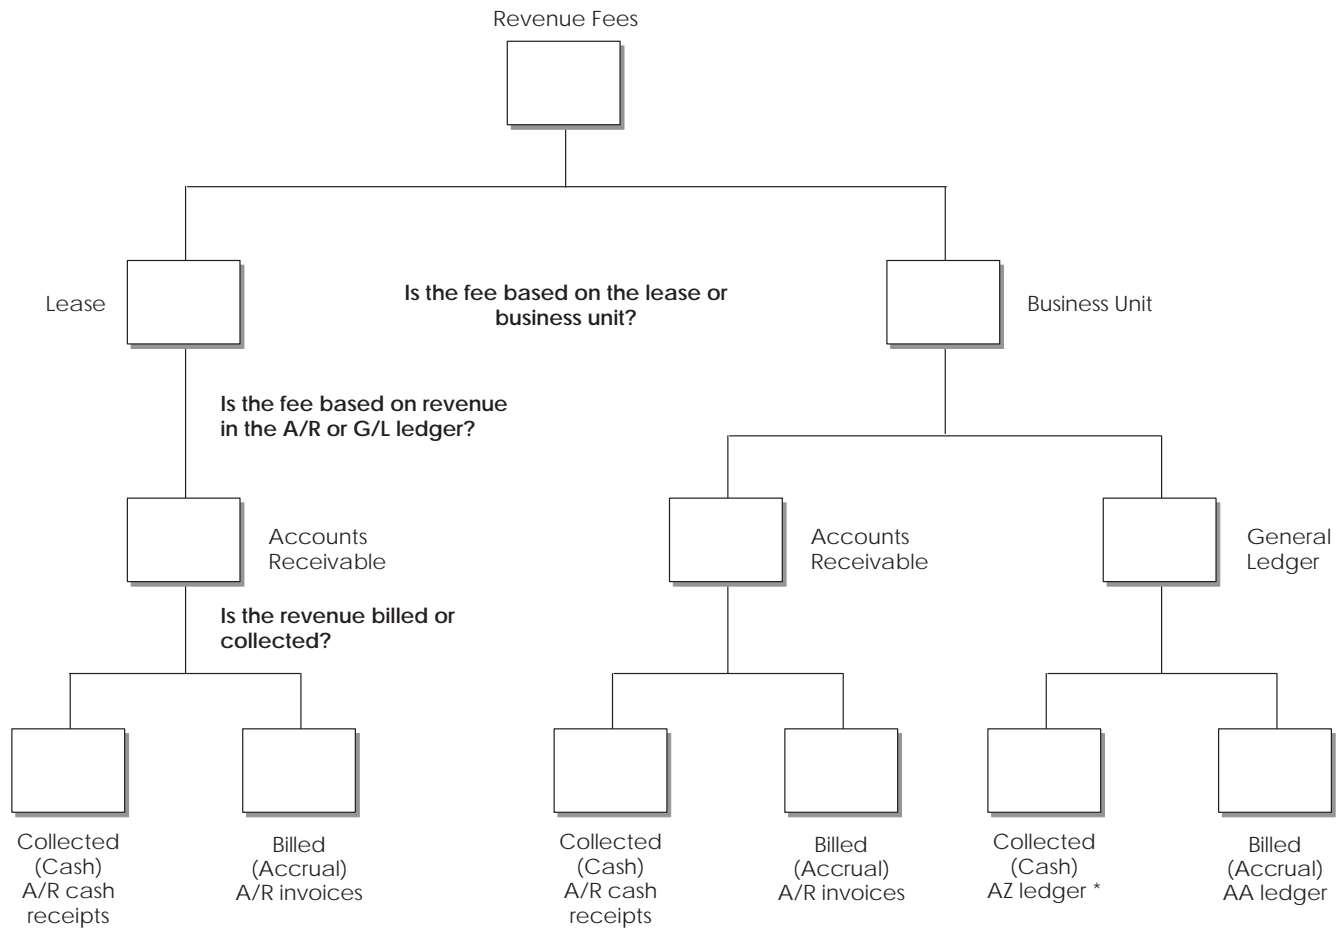 Revenue Fees
Lease
Is the fee based on the lease or
business unit?
Business Unit
Is the fee based on revenue
in the A/R or G/L ledger?
Accounts
Receivable
Accounts
Receivable
General
Ledger
Is the revenue billed or
collected?
Collected
(Cash)
A/R cash
receipts
Billed
(Accrual)
A/R invoices
Collected
(Cash)
A/R cash
receipts
Billed
(Accrual)
A/R invoices
Collected
(Cash)
AZ ledger *
Billed
(Accrual)
AA ledger